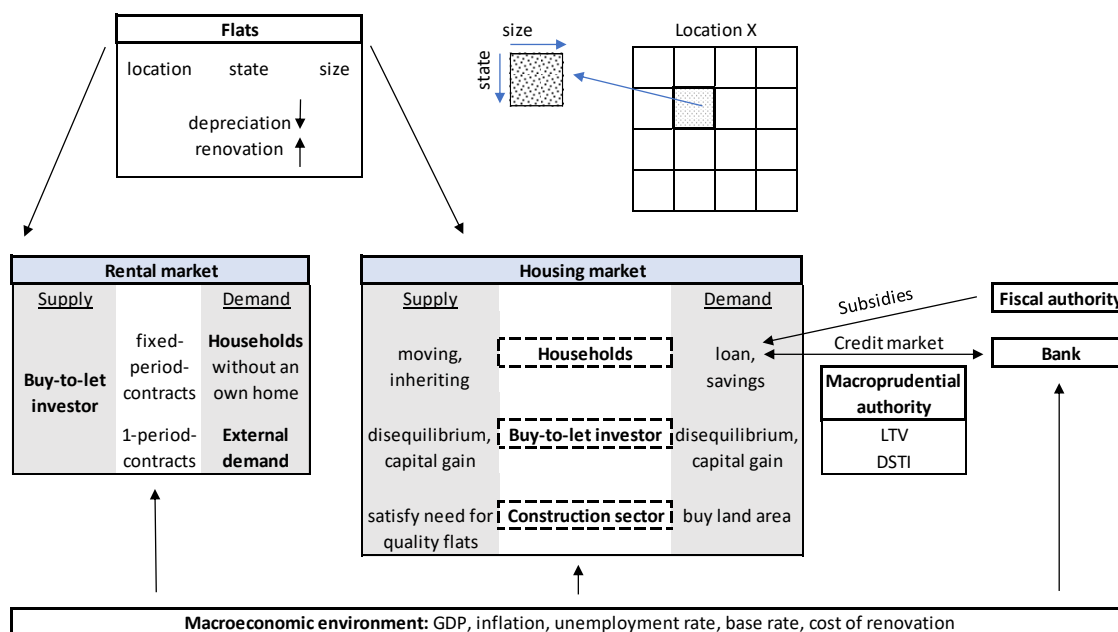 Flats
location state size
depreciation
renovation
size
state
Location X
Rental market
Supply Demand
Buy-to-let
investor
fixed-
period-
contracts
Households
without an
own home
1-period-
contracts
External
demand
Housing market
Supply Demand
moving,
inheriting
Households
loan,
savings
disequilibrium,
capital gain
Buy-to-let investor
disequilibrium,
capital gain
satisfy need for
quality flats
Construction sector
buy land area
Subsidies
Fiscal authority
Credit market
Bank
Macroprudential
authority
LTV
DSTI
Macroeconomic environment: GDP, inflation, unemployment rate, base rate, cost of renovation